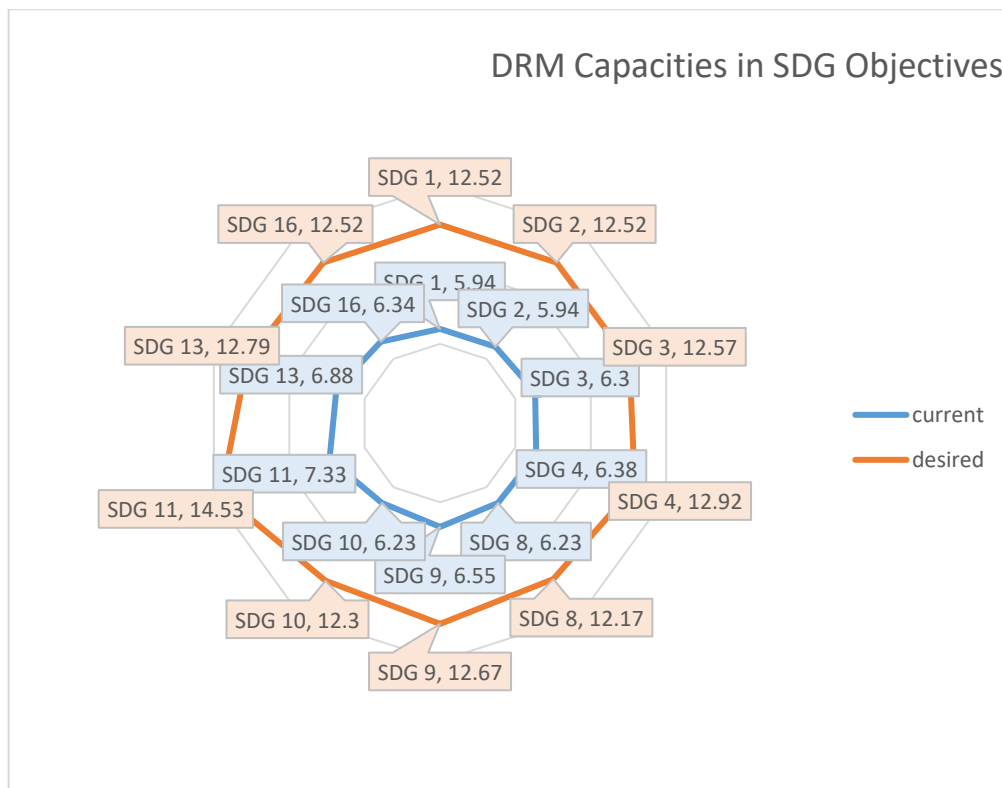 DRM Capacities in SDG Objectives
SDG 1, 12.52
SDG 16, 12.52
SDG 2, 12.52
SDG 1, 5.94
SDG 16, 6.34
SDG 2, 5.94
SDG 13, 12.79
SDG 3, 12.57
SDG 13, 6.88
SDG 3, 6.3
current
desired
SDG 11, 7.33
SDG 4, 6.38
SDG 11, 14.53
SDG 4, 12.92
SDG 10, 6.23
SDG 8, 6.23
SDG 9, 6.55
SDG 10, 12.3
SDG 8, 12.17
SDG 9, 12.67